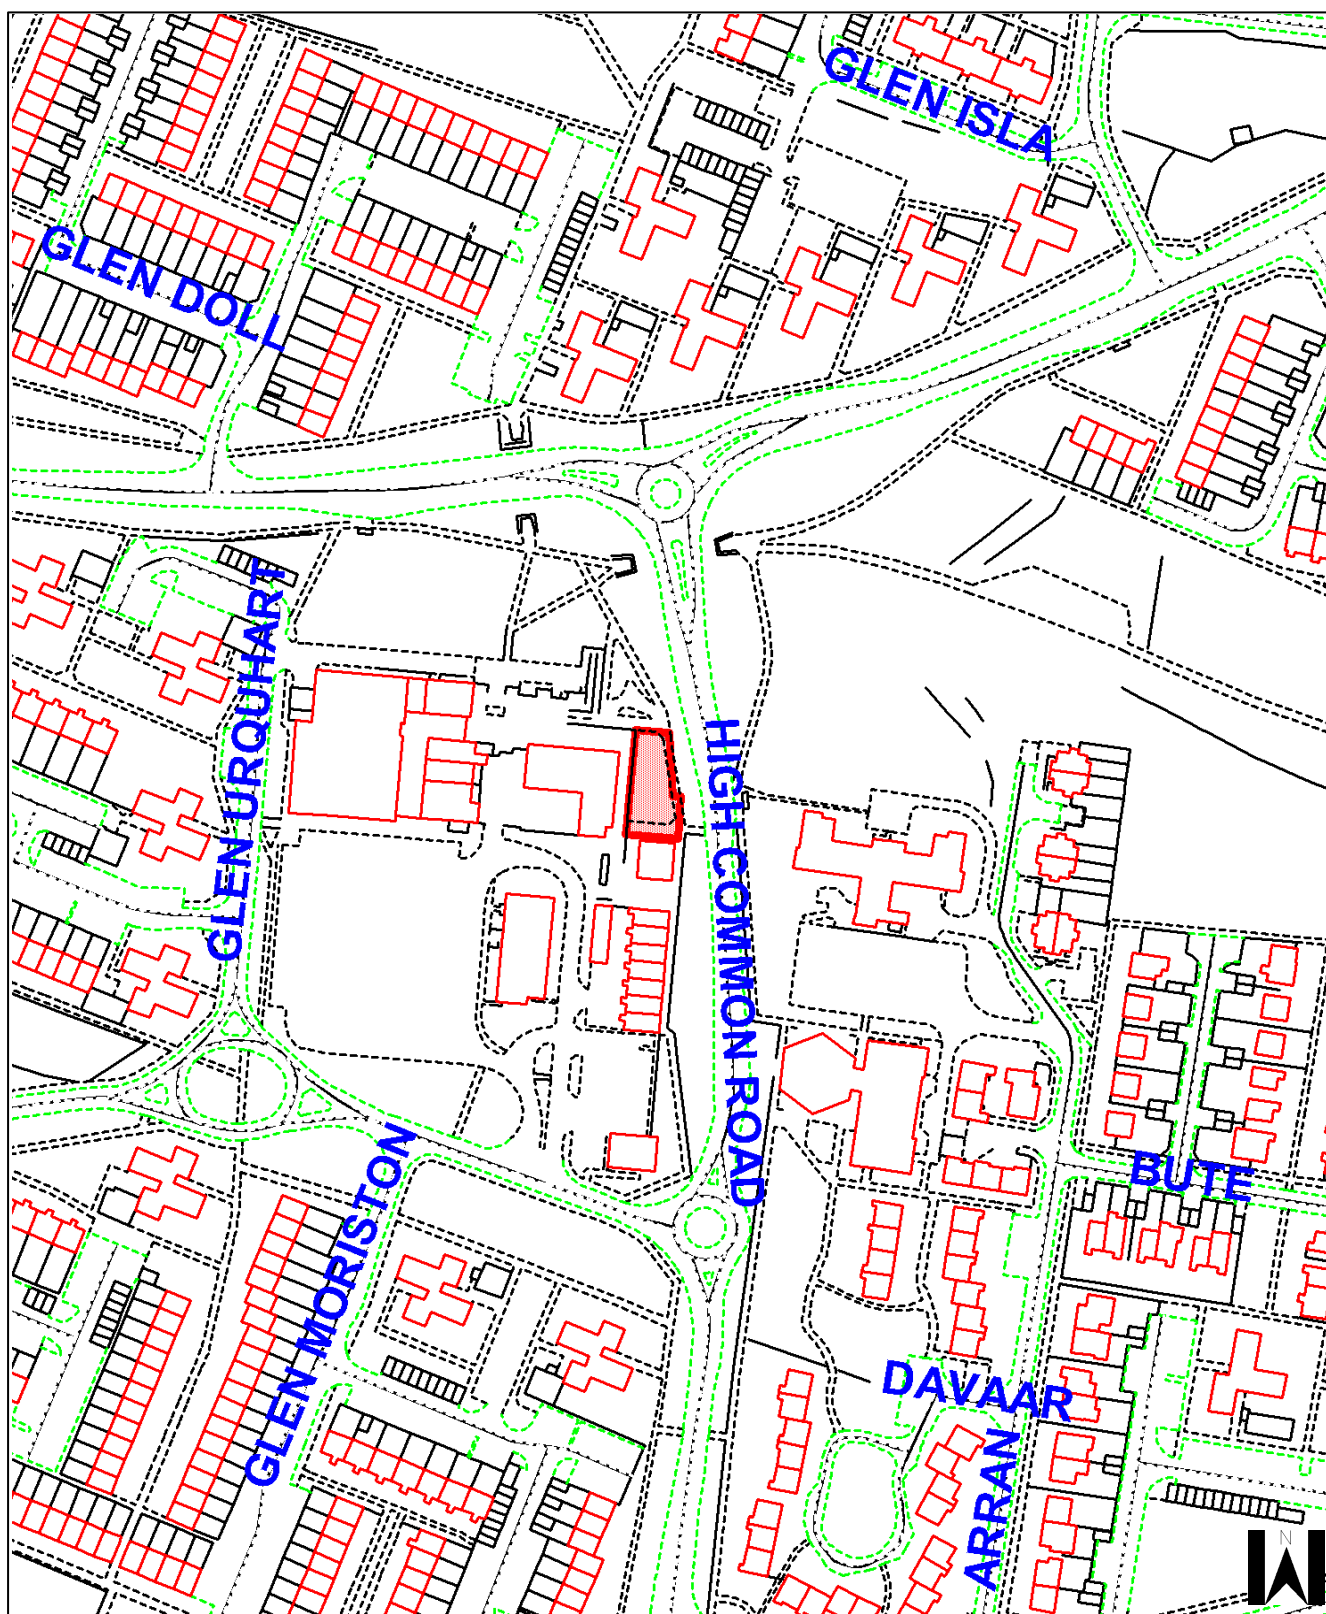 GLEN ISLA
GLEN DOLL
GLEN URQUHART
HIGH COMMON ROAD
GLEN MORISTON
BUTE
DAVAAR
ARRAN
N